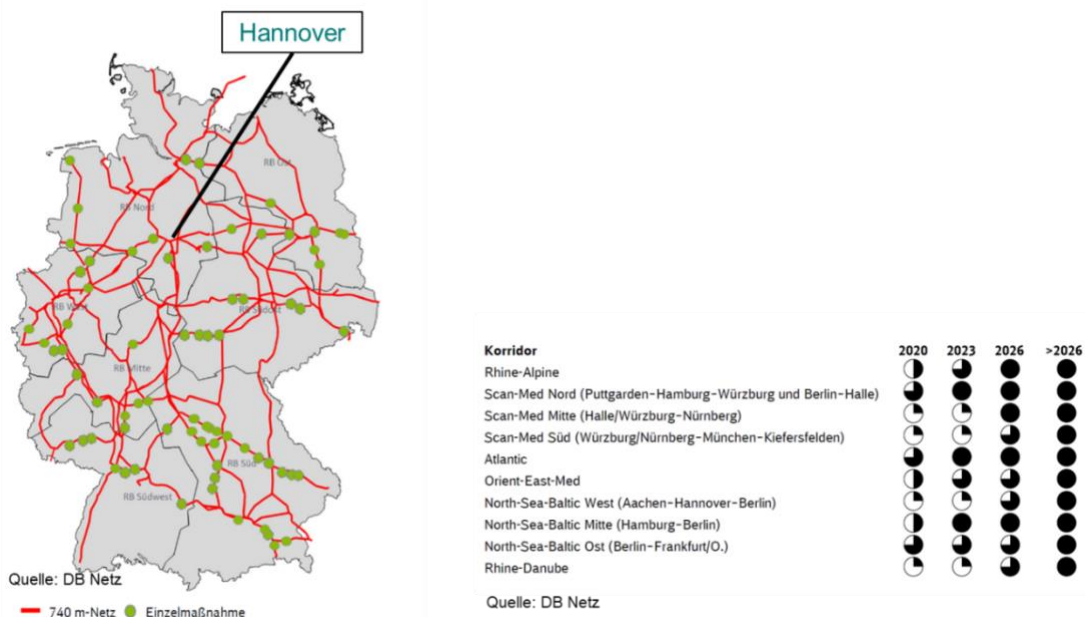 Hannover
RB Ost
RB Nord
RB West
RB Südost
RB Mitte
RB Süd
RB Südwest
Quelle: DB Netz
740 m-Netz Einzelmaßnahme
Korridor 2020 2023 2026 >2026
Rhine-Alpine
Scan-Med Nord (Puttgarden-Hamburg-Würzburg und Berlin-Halle)
Scan-Med Mitte (Halle/Würzburg-Nürnberg)
Scan-Med Süd (Würzburg/Nürnberg-München-Kiefersfelden)
Atlantic
Orient-East-Med
North-Sea-Baltic West (Aachen-Hannover-Berlin)
North-Sea-Baltic Mitte (Hamburg-Berlin)
North-Sea-Baltic Ost (Berlin-Frankfurt/O.)
Rhine-Danube
Quelle: DB Netz